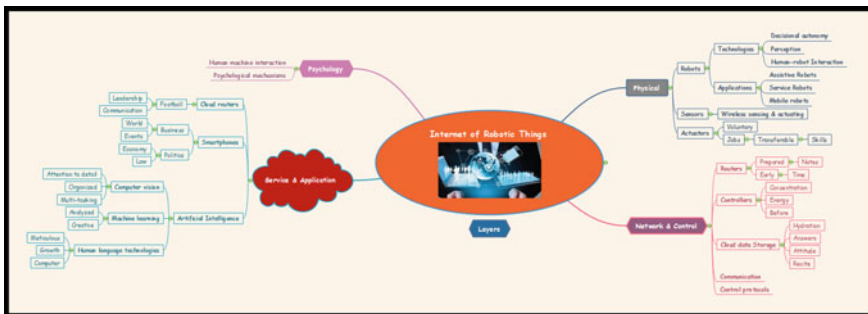 Internet of Robotic Things
Layers
Psychology
Human machine interaction
Psychological mechanisms
Service & Application
Cloud routers
Football
Leadership
Communication
Smartphones
Business
World
Events
Politics
Economy
Law
Artificial Intelligence
Computer vision
Attention to detail
Organized
Multi-tasking
Machine learning
Analyzed
Creative
Human language technologies
Meticulous
Growth
Computer
Physical
Robots
Technologies
Decisional autonomy
Perception
Human-robot Interaction
Applications
Assistive Robots
Service Robots
Mobile robots
Sensors
Wireless sensing & actuating
Actuators
Voluntary
Jobs
Transferable
Skills
Network & Control
Routers
Prepared
Notes
Early
Time
Controllers
Concentration
Energy
Before
Cloud data Storage
Hydration
Answers
Attitude
Recite
Communication
Control protocols